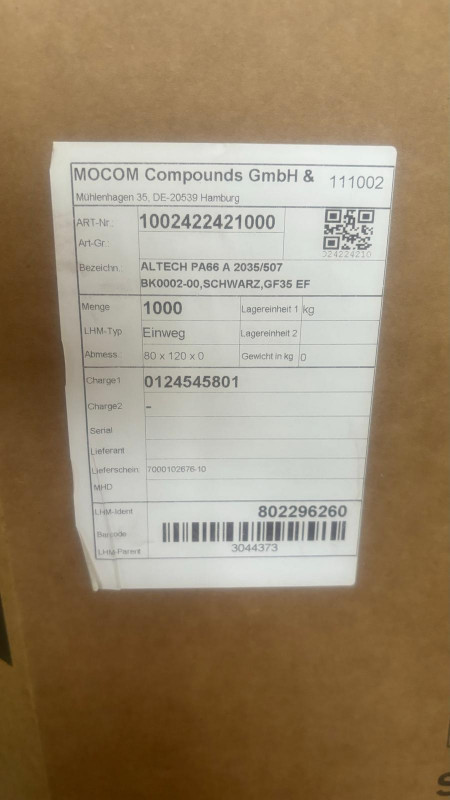 MOCOM Compounds GmbH & 111002
Mühlenhagen 35, DE-20539 Hamburg
ART-Nr.: 1002422421000
Art-Gr.:
324224210
Bezeichn. ALTECH PA66 A 2035/507
BK0002-00,SCHWARZ,GF35 EF
Menge 1000 Lagereinheit 1 kg
LHM-Typ Einweg Lagereinheit 2
Abmess. 80 x 120 x 0 Gewicht in kg 0
Charge1 0124545801
Charge2 -
Serial
Lieferant
Lieferschein 7000102676-10
MHD
LHM-Ident 802296260
Barcode
LHM-Parent 3044373